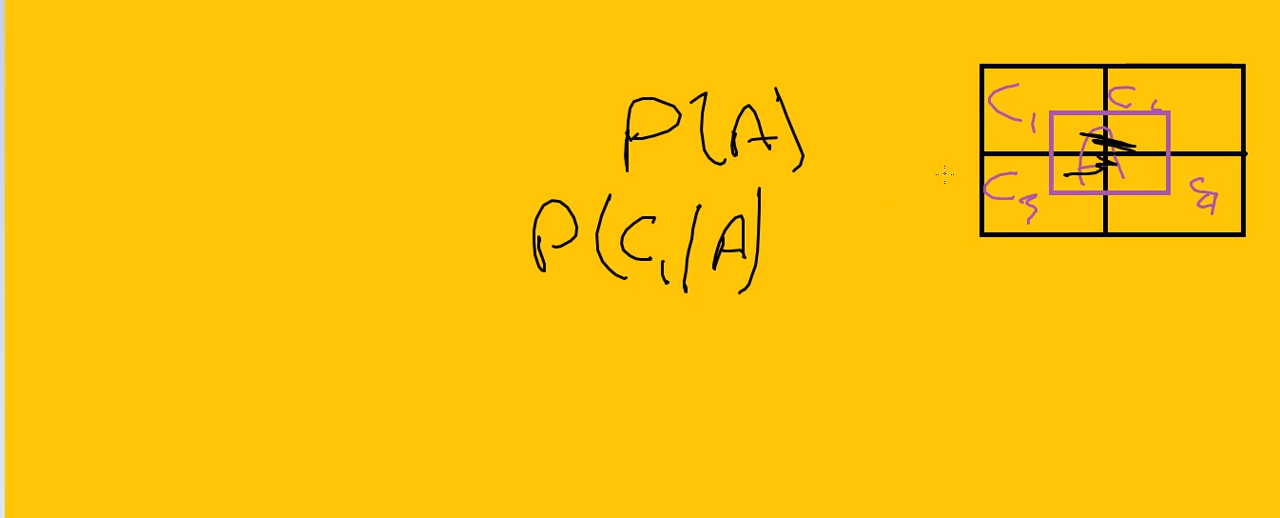 P(A)
P(C₁/A)
C₁ C₂
A
C₃ C₄